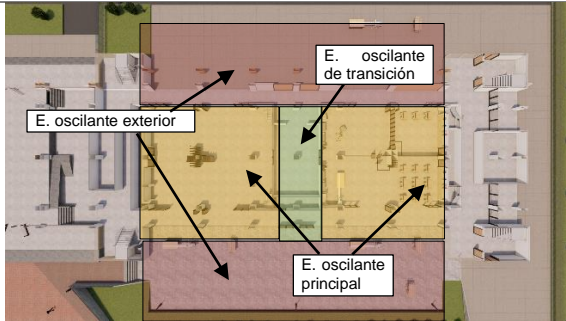 E. oscilante
de transición
E. oscilante exterior
E. oscilante
principal